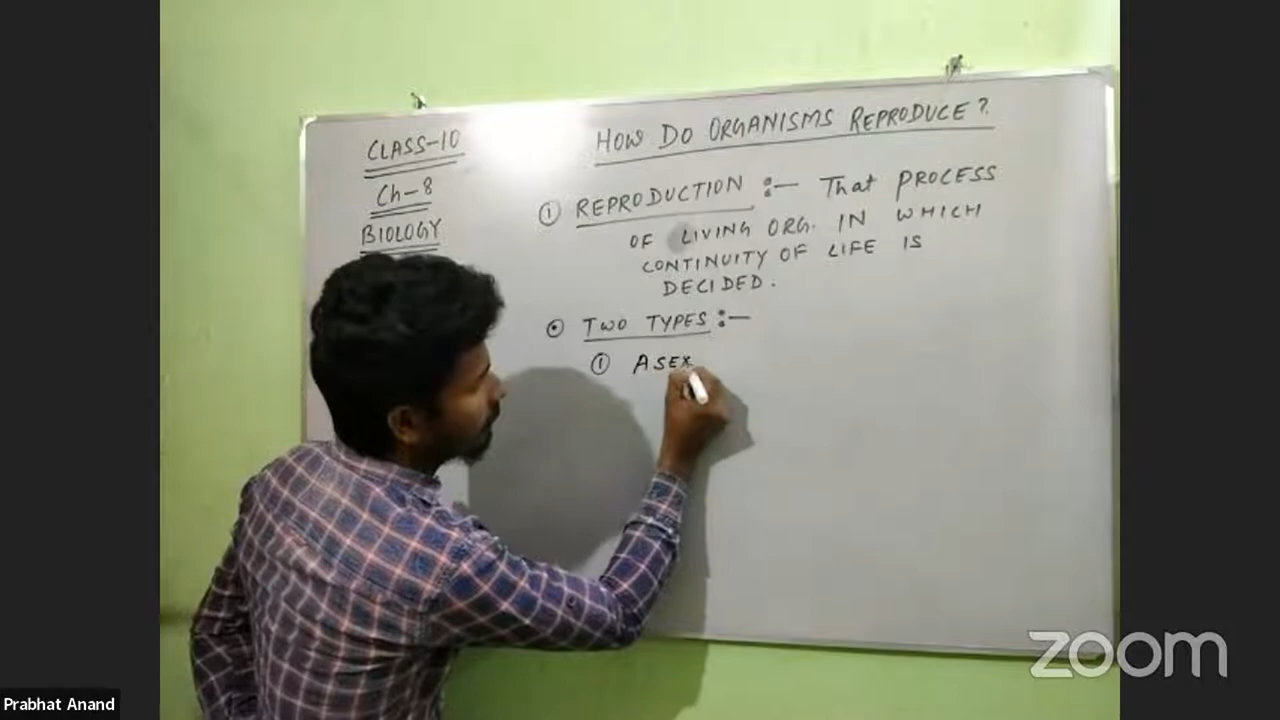 CLASS-10
Ch-8
BIOLOGY
HOW DO ORGANISMS REPRODUCE?
① REPRODUCTION :— That PROCESS
OF LIVING ORG. IN WHICH
CONTINUITY OF LIFE IS
DECIDED.
⊙ TWO TYPES :—
① ASEX
zoom
Prabhat Anand